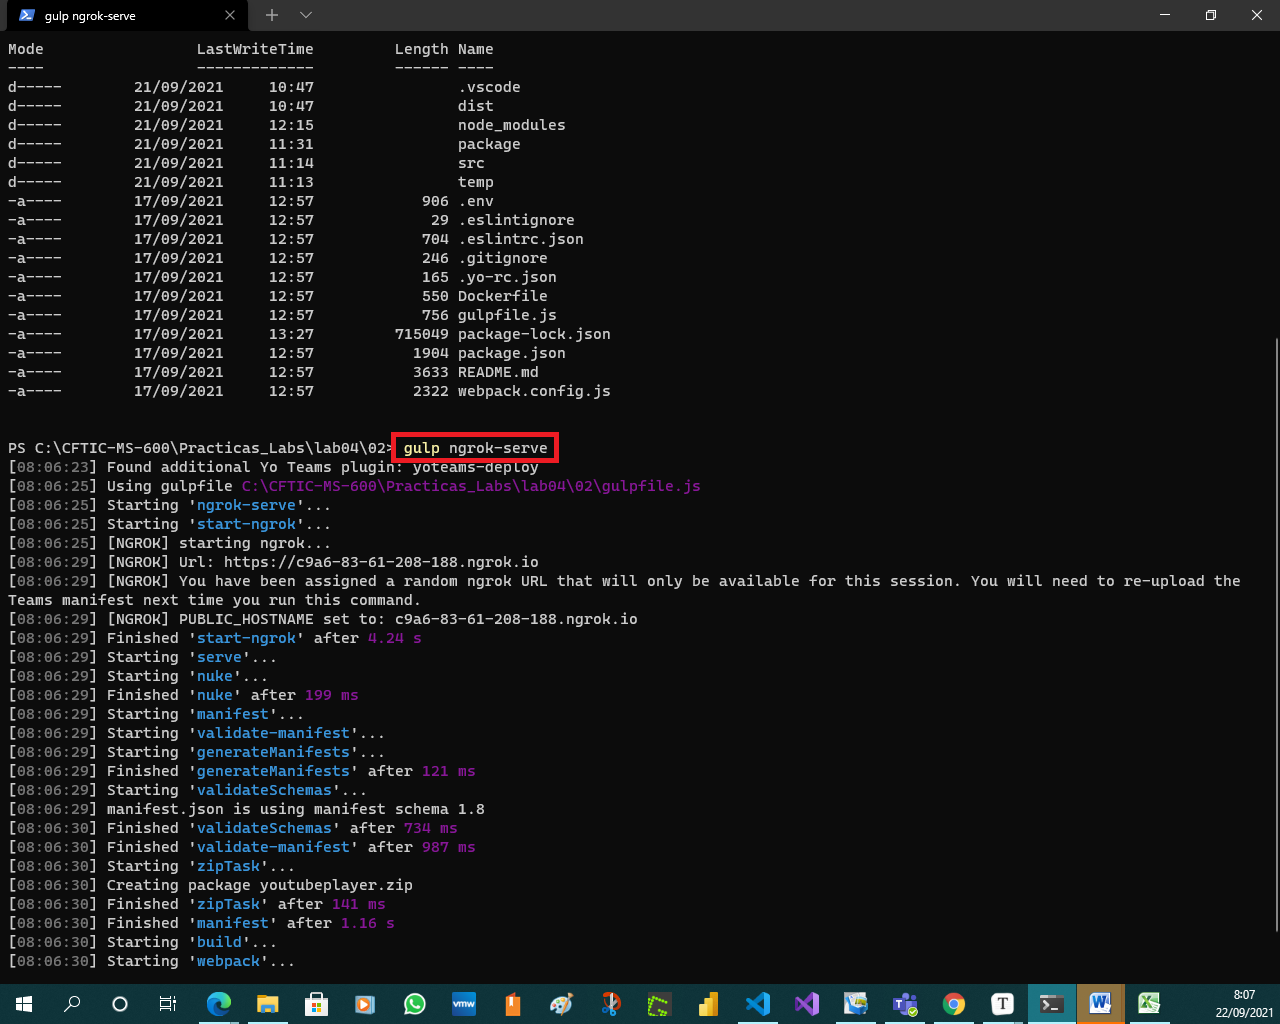 gulp ngrok-serve
Mode                 LastWriteTime         Length Name
----                 -------------         ------ ----
d-----        21/09/2021     10:47                .vscode
d-----        21/09/2021     10:47                dist
d-----        21/09/2021     12:15                node_modules
d-----        21/09/2021     11:31                package
d-----        21/09/2021     11:14                src
d-----        21/09/2021     11:13                temp
-a----        17/09/2021     12:57            906 .env
-a----        17/09/2021     12:57             29 .eslintignore
-a----        17/09/2021     12:57            704 .eslintrc.json
-a----        17/09/2021     12:57            246 .gitignore
-a----        17/09/2021     12:57            165 .yo-rc.json
-a----        17/09/2021     12:57            550 Dockerfile
-a----        17/09/2021     12:57            756 gulpfile.js
-a----        17/09/2021     13:27         715049 package-lock.json
-a----        17/09/2021     12:57           1904 package.json
-a----        17/09/2021     12:57           3633 README.md
-a----        17/09/2021     12:57           2322 webpack.config.js
PS C:\CFTIC-MS-600\Practicas_Labs\lab04\02> gulp ngrok-serve
[08:06:23] Found additional Yo Teams plugin: yoteams-deploy
[08:06:25] Using gulpfile C:\CFTIC-MS-600\Practicas_Labs\lab04\02\gulpfile.js
[08:06:25] Starting 'ngrok-serve'...
[08:06:25] Starting 'start-ngrok'...
[08:06:25] [NGROK] starting ngrok...
[08:06:29] [NGROK] Url: https://c9a6-83-61-208-188.ngrok.io
[08:06:29] [NGROK] You have been assigned a random ngrok URL that will only be available for this session. You will need to re-upload the
Teams manifest next time you run this command.
[08:06:29] [NGROK] PUBLIC_HOSTNAME set to: c9a6-83-61-208-188.ngrok.io
[08:06:29] Finished 'start-ngrok' after 4.24 s
[08:06:29] Starting 'serve'...
[08:06:29] Starting 'nuke'...
[08:06:29] Finished 'nuke' after 199 ms
[08:06:29] Starting 'manifest'...
[08:06:29] Starting 'validate-manifest'...
[08:06:29] Starting 'generateManifests'...
[08:06:29] Finished 'generateManifests' after 121 ms
[08:06:29] Starting 'validateSchemas'...
[08:06:29] manifest.json is using manifest schema 1.8
[08:06:30] Finished 'validateSchemas' after 734 ms
[08:06:30] Finished 'validate-manifest' after 987 ms
[08:06:30] Starting 'zipTask'...
[08:06:30] Creating package youtubeplayer.zip
[08:06:30] Finished 'zipTask' after 141 ms
[08:06:30] Finished 'manifest' after 1.16 s
[08:06:30] Starting 'build'...
[08:06:30] Starting 'webpack'...
vmw
T
8:07
22/09/2021